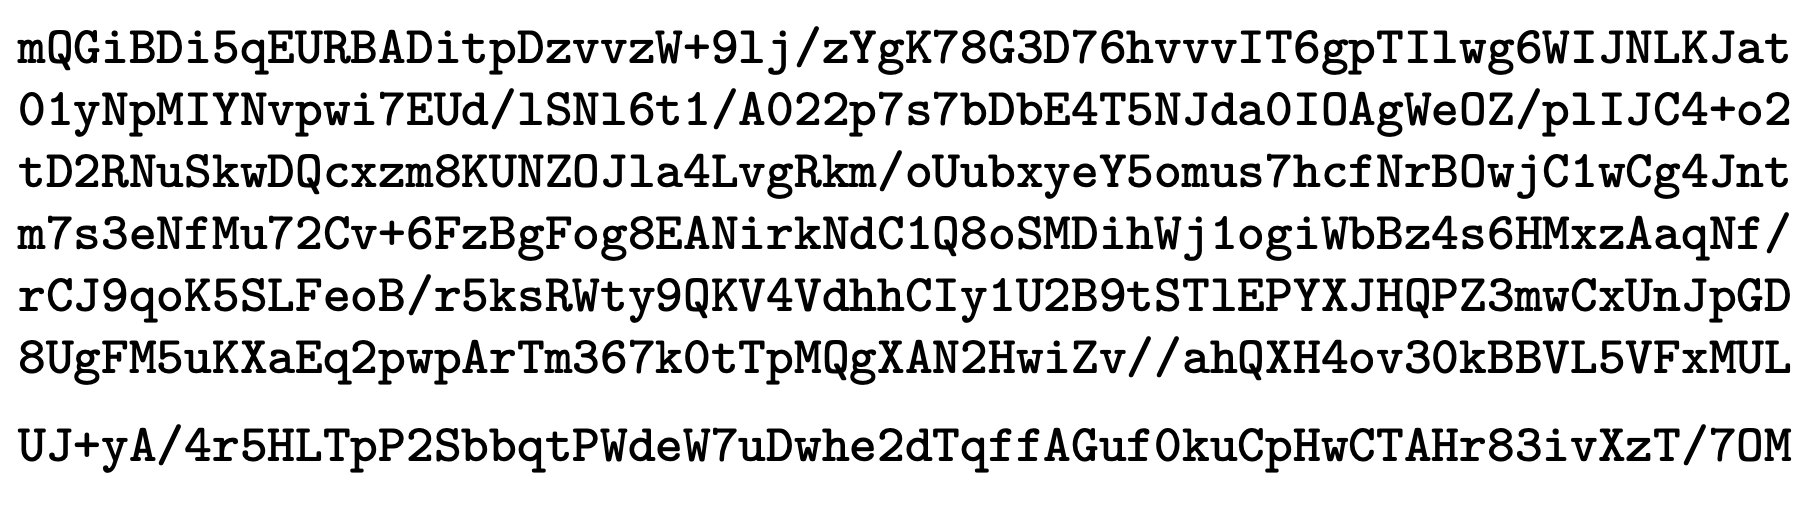 mQGiBDi5qEURBADitpDzvvzW+9lj/zYgK78G3D76hvvvIT6gpTIlwg6WIJNLKJat
01yNpMIYNvpwi7EUd/lSNl6t1/A022p7s7bDbE4T5NJda0IOAgWeOZ/plIJC4+o2
tD2RNuSkwDQcxzm8KUNZOJla4LvgRkm/oUubxyeY5omus7hcfNrBOwjC1wCg4Jnt
m7s3eNfMu72Cv+6FzBgFog8EANirkNdC1Q8oSMDihWj1ogiWbBz4s6HMxzAaqNf/
rCJ9qoK5SLFeoB/r5ksRWty9QKV4VdhhCIy1U2B9tSTlEPYXJHQPZ3mwCxUnJpGD
8UgFM5uKXaEq2pwpArTm367k0tTpMQgXAN2HwiZv//ahQXH4ov30kBBVL5VFxMUL
UJ+yA/4r5HLTpP2SbbqtPWdeW7uDwhe2dTqffAGuf0kuCpHwCTAHr83ivXzT/7OM